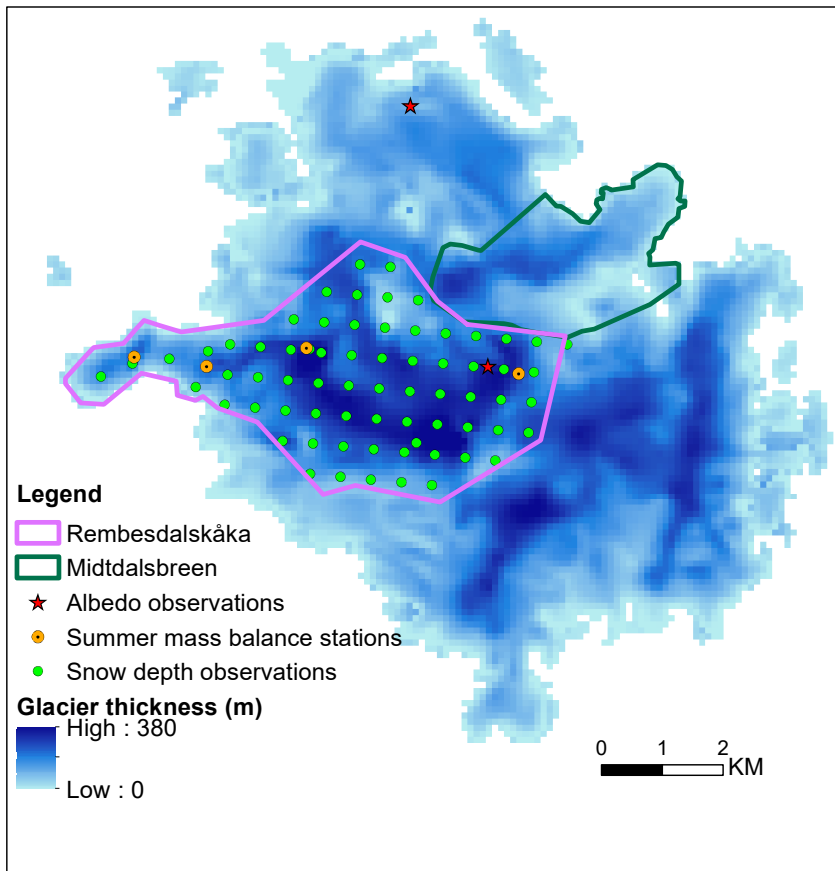 Legend
Rembesdalskåka
Midtdalsbreen
Albedo observations
Summer mass balance stations
Snow depth observations
Glacier thickness (m)
High : 380
Low : 0
0 1 2
KM